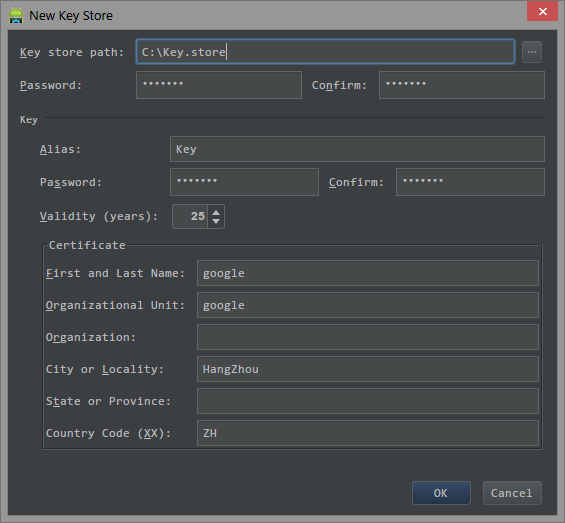 New Key Store
Key store path: C:\Key.store ...
Password: ••••••• Confirm: •••••••
Key
Alias: Key
Password: ••••••• Confirm: •••••••
Validity (years): 25
Certificate
First and Last Name: google
Organizational Unit: google
Organization:
City or Locality: HangZhou
State or Province:
Country Code (XX): ZH
OK Cancel